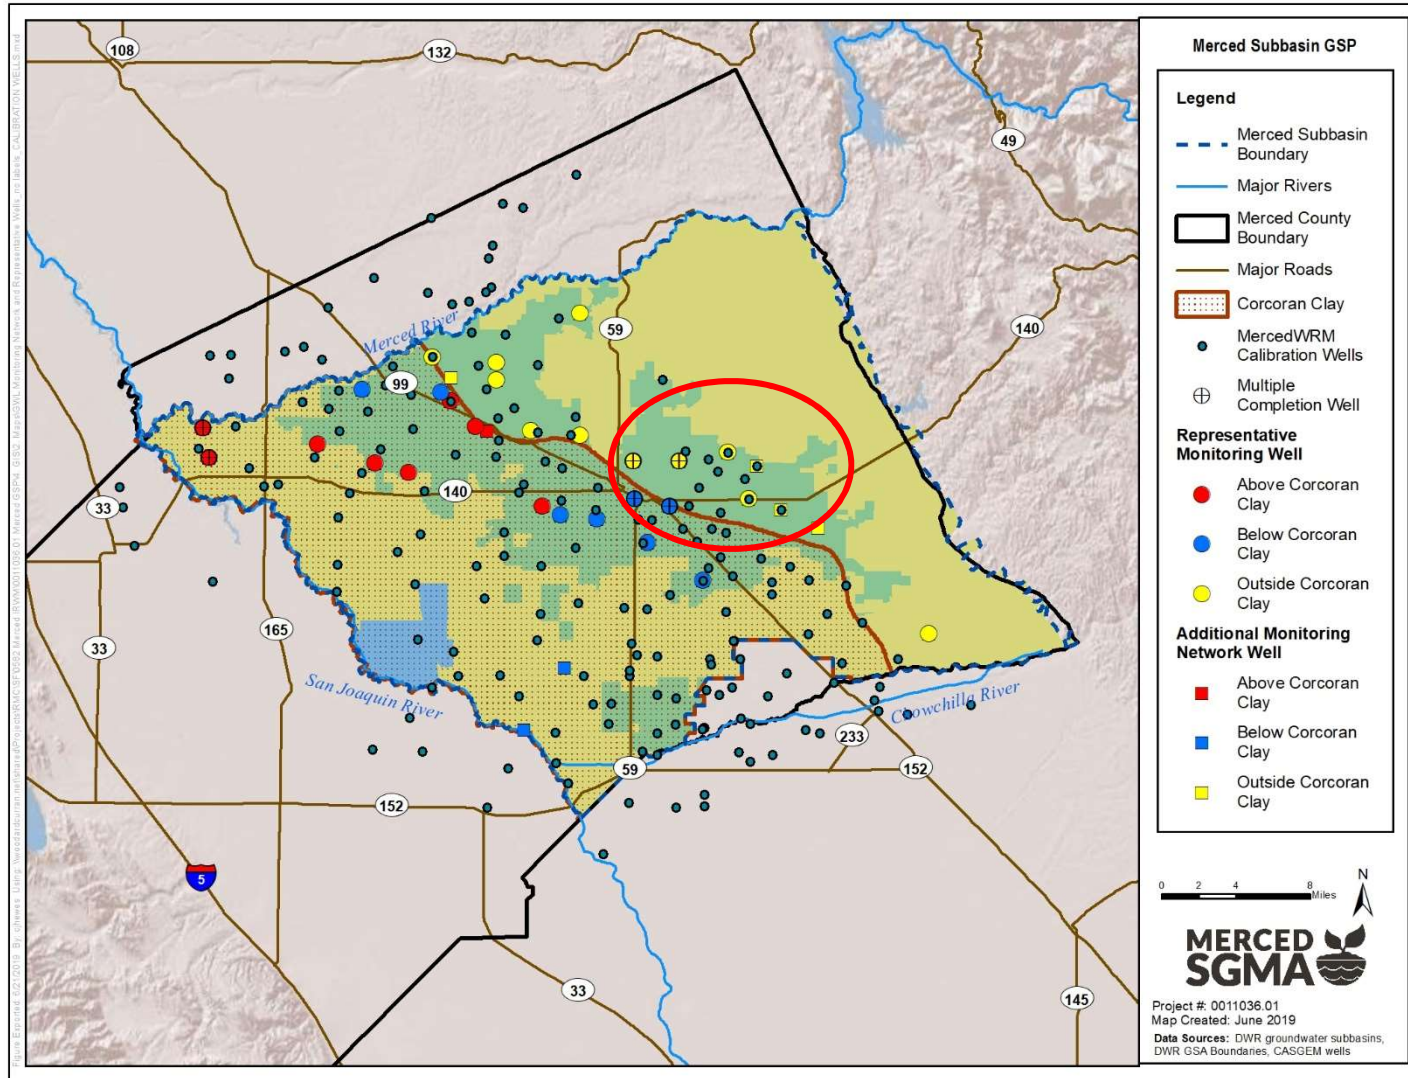 108
132
49
Merced River
59
140
99
140
33
165
33
San Joaquin River
Chowchilla River
233
59
152
152
5
33
145
Merced Subbasin GSP
Legend
Merced Subbasin
Boundary
Major Rivers
Merced County
Boundary
Major Roads
Corcoran Clay
MercedWRM
Calibration Wells
Multiple
Completion Well
Representative
Monitoring Well
Above Corcoran
Clay
Below Corcoran
Clay
Outside Corcoran
Clay
Additional Monitoring
Network Well
Above Corcoran
Clay
Below Corcoran
Clay
Outside Corcoran
Clay
N
0 2 4 8
Miles
MERCED
SGMA
Project #: 0011036.01
Map Created: June 2019
Data Sources: DWR groundwater subbasins,
DWR GSA Boundaries, CASGEM wells